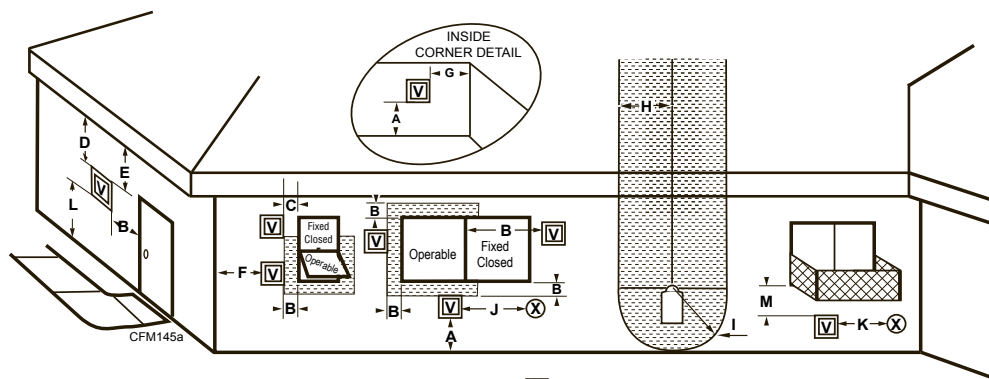 INSIDE
CORNER DETAIL
G
V
A
H
D
E
V
L
B
C
V
Fixed
Closed
Operable
F
V
B
B
V
Operable
Fixed
Closed
B
V
B
B
V
J
X
A
I
M
V
K
X
CFM145a
V